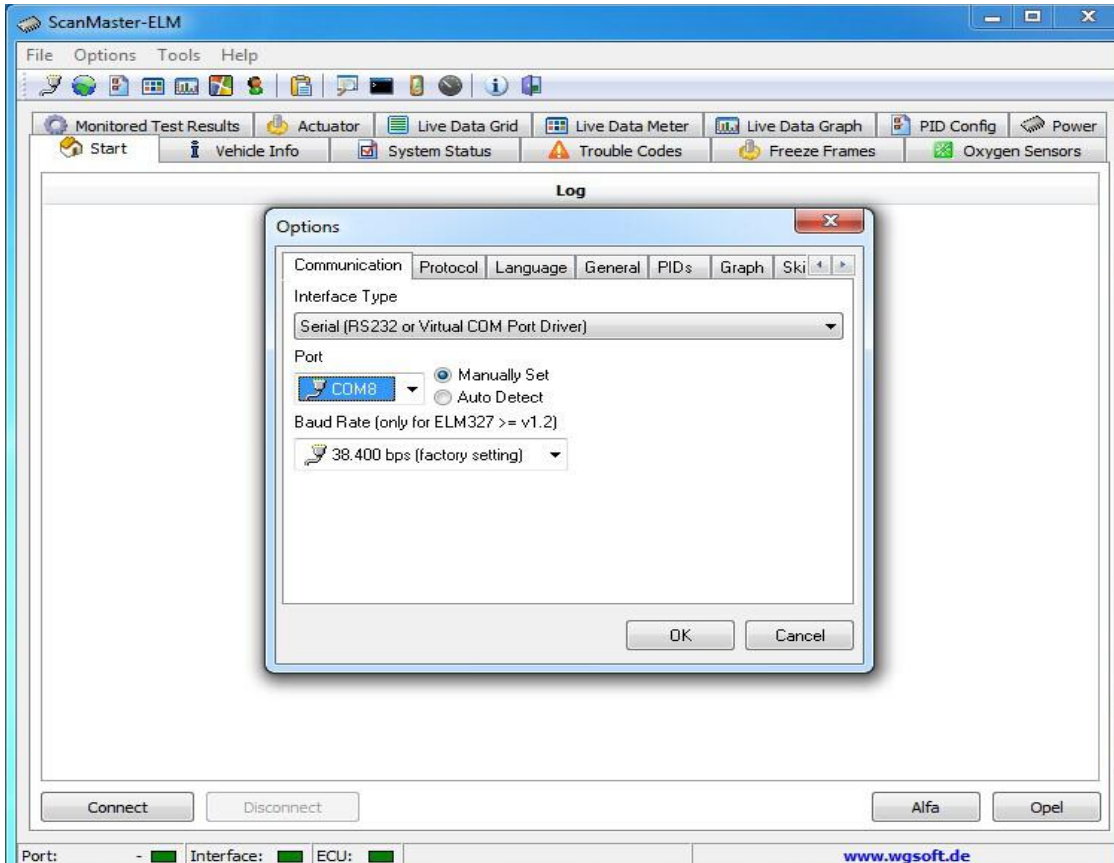 ScanMaster-ELM
File Options Tools Help
Monitored Test Results Actuator Live Data Grid Live Data Meter Live Data Graph PID Config Power
Start Vehicle Info System Status Trouble Codes Freeze Frames Oxygen Sensors
Log
Options
Communication Protocol Language General PIDs Graph Ski
Interface Type
Serial (RS232 or Virtual COM Port Driver)
Port
COM8
Manually Set
Auto Detect
Baud Rate (only for ELM327 >= v1.2)
38.400 bps (factory setting)
OK Cancel
Connect Disconnect Alfa Opel
Port: - Interface: ECU: www.wgsoft.de